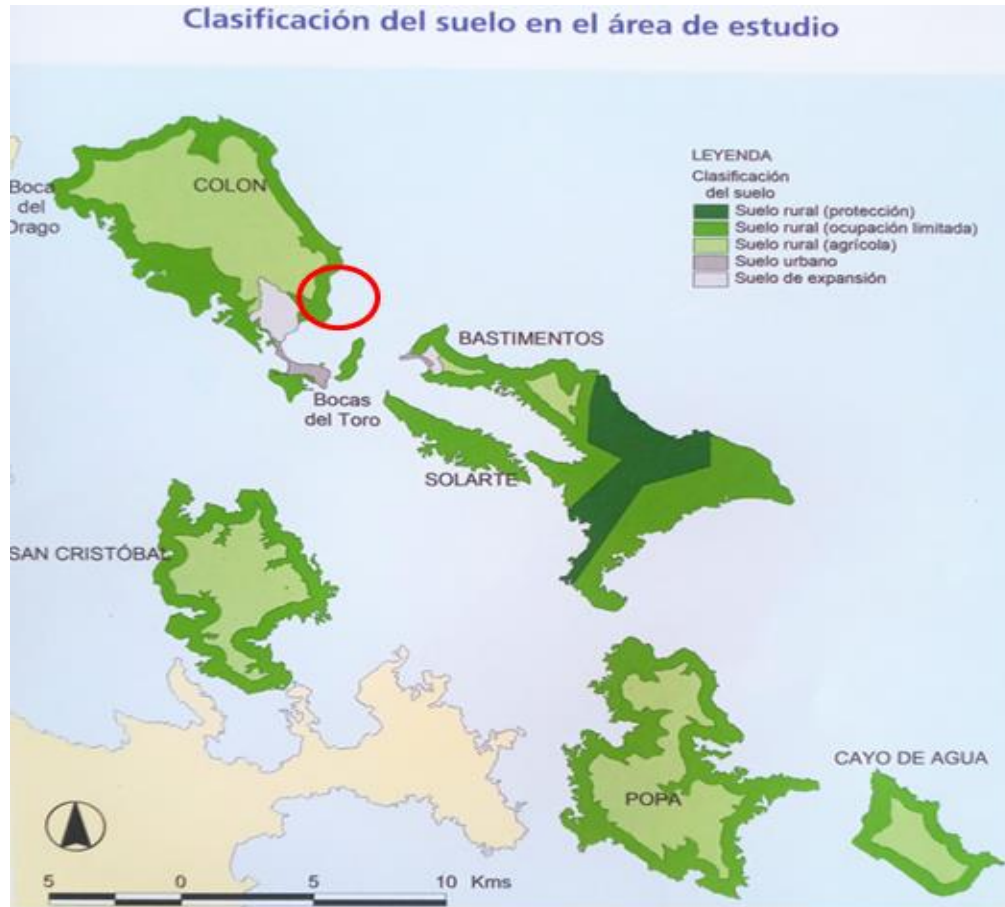 Clasificación del suelo en el área de estudio
LEYENDA
Clasificación
del suelo
Suelo rural (protección)
Suelo rural (ocupación limitada)
Suelo rural (agrícola)
Suelo urbano
Suelo de expansión
COLON
Boca
del
Drago
BASTIMENTOS
Bocas
del Toro
SOLARTE
SAN CRISTÓBAL
CAYO DE AGUA
POPA
5 0 5 10 Kms